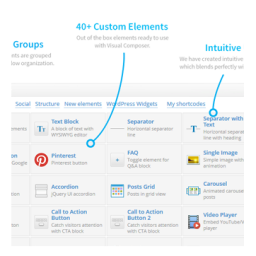 40+ Custom Elements
Out of the box elements ready to use
with Visual Composer.
Groups
nts are grouped
low organization.
Intuitive
We have created intuitive
which blends perfectly wi
Social Structure New elements WordPress Widgets My shortcodes
ements
Text Block
A block of text with
WYSIWYG editor
Separator
Horizontal separator
line
Separator with
Text
Horizontal separat
line with heading
on
Google
Pinterest
Pinterest button
FAQ
Toggle element for
Q&A block
Single Image
Simple image with
animation
Accordion
jQuery UI accordion
Posts Grid
Posts in grid view
Carousel
Animated carousel
posts
Call to Action
Button
Catch visitors attention
with CTA block
Call to Action
Button 2
Catch visitors attention
with CTA block
Video Player
Embed YouTube/V
player